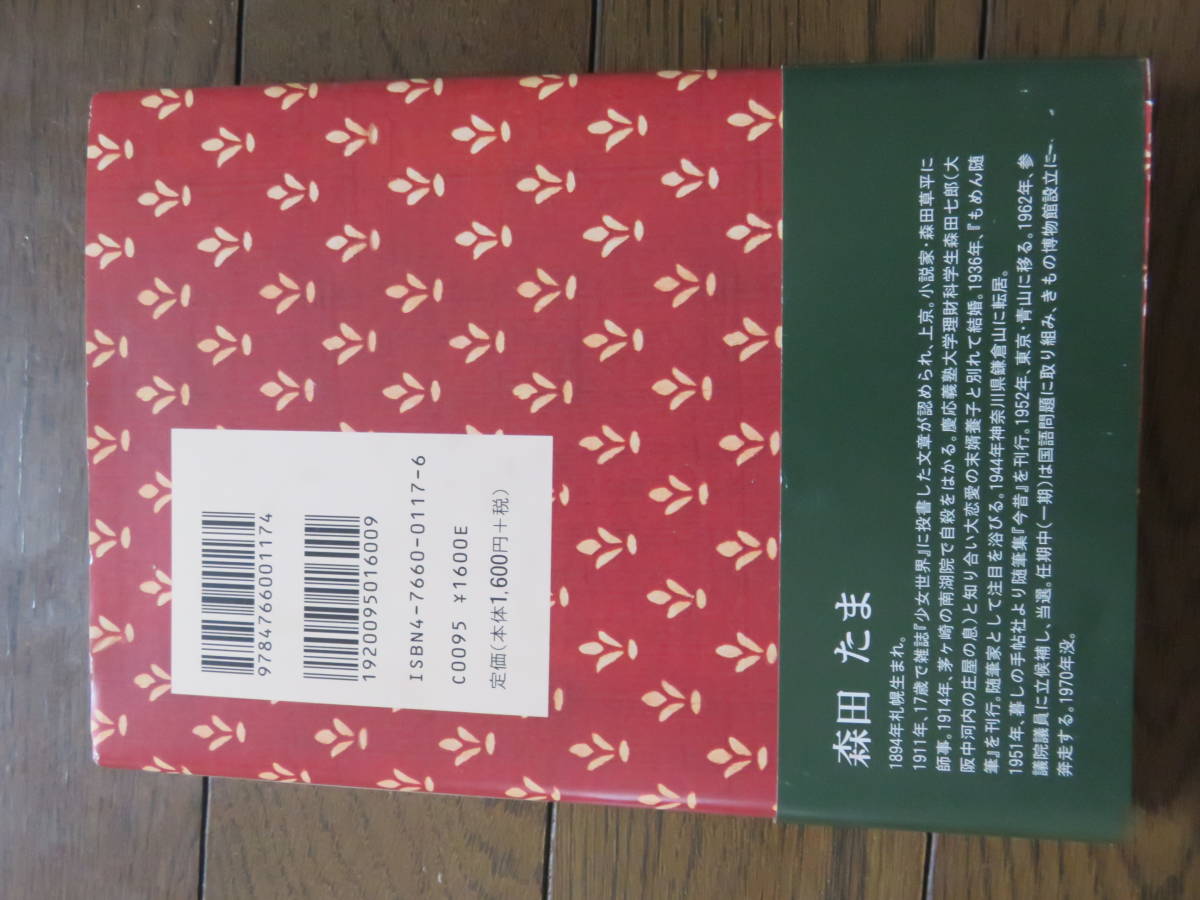 9784766001174
1920095016009
ISBN4-7660-0117-6
C0095 ¥1600E
定価(本体1,600円+税)
森田 たま
1894年札幌生まれ。
1911年、17歳で雑誌『少女世界』に投書した文章が認められ、上京。小説家・森田草平に
師事。1914年、茅ヶ崎の南湖院で自殺をはかる。慶応義塾大学理財科学生森田七郎(大
阪中河内の庄屋の息)と知り合い大恋愛の末婿養子と別れて結婚。1936年、『もめん随
筆』を刊行。随筆家として注目を浴びる。1944年神奈川県鎌倉山に転居。
1951年、暮しの手帖社より随筆集『今昔』を刊行。1952年、東京・青山に移る。1962年、参
議院議員に立候補し、当選。任期中(一期)は国語問題に取り組み、きもの博物館設立に
奔走する。1970年没。